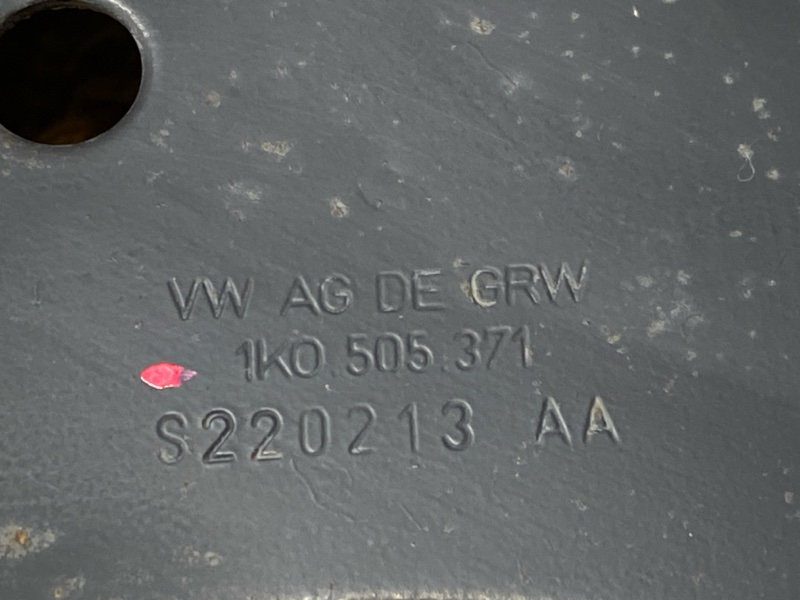 VW AG DE GRW
1K0.505.371
S220213 AA